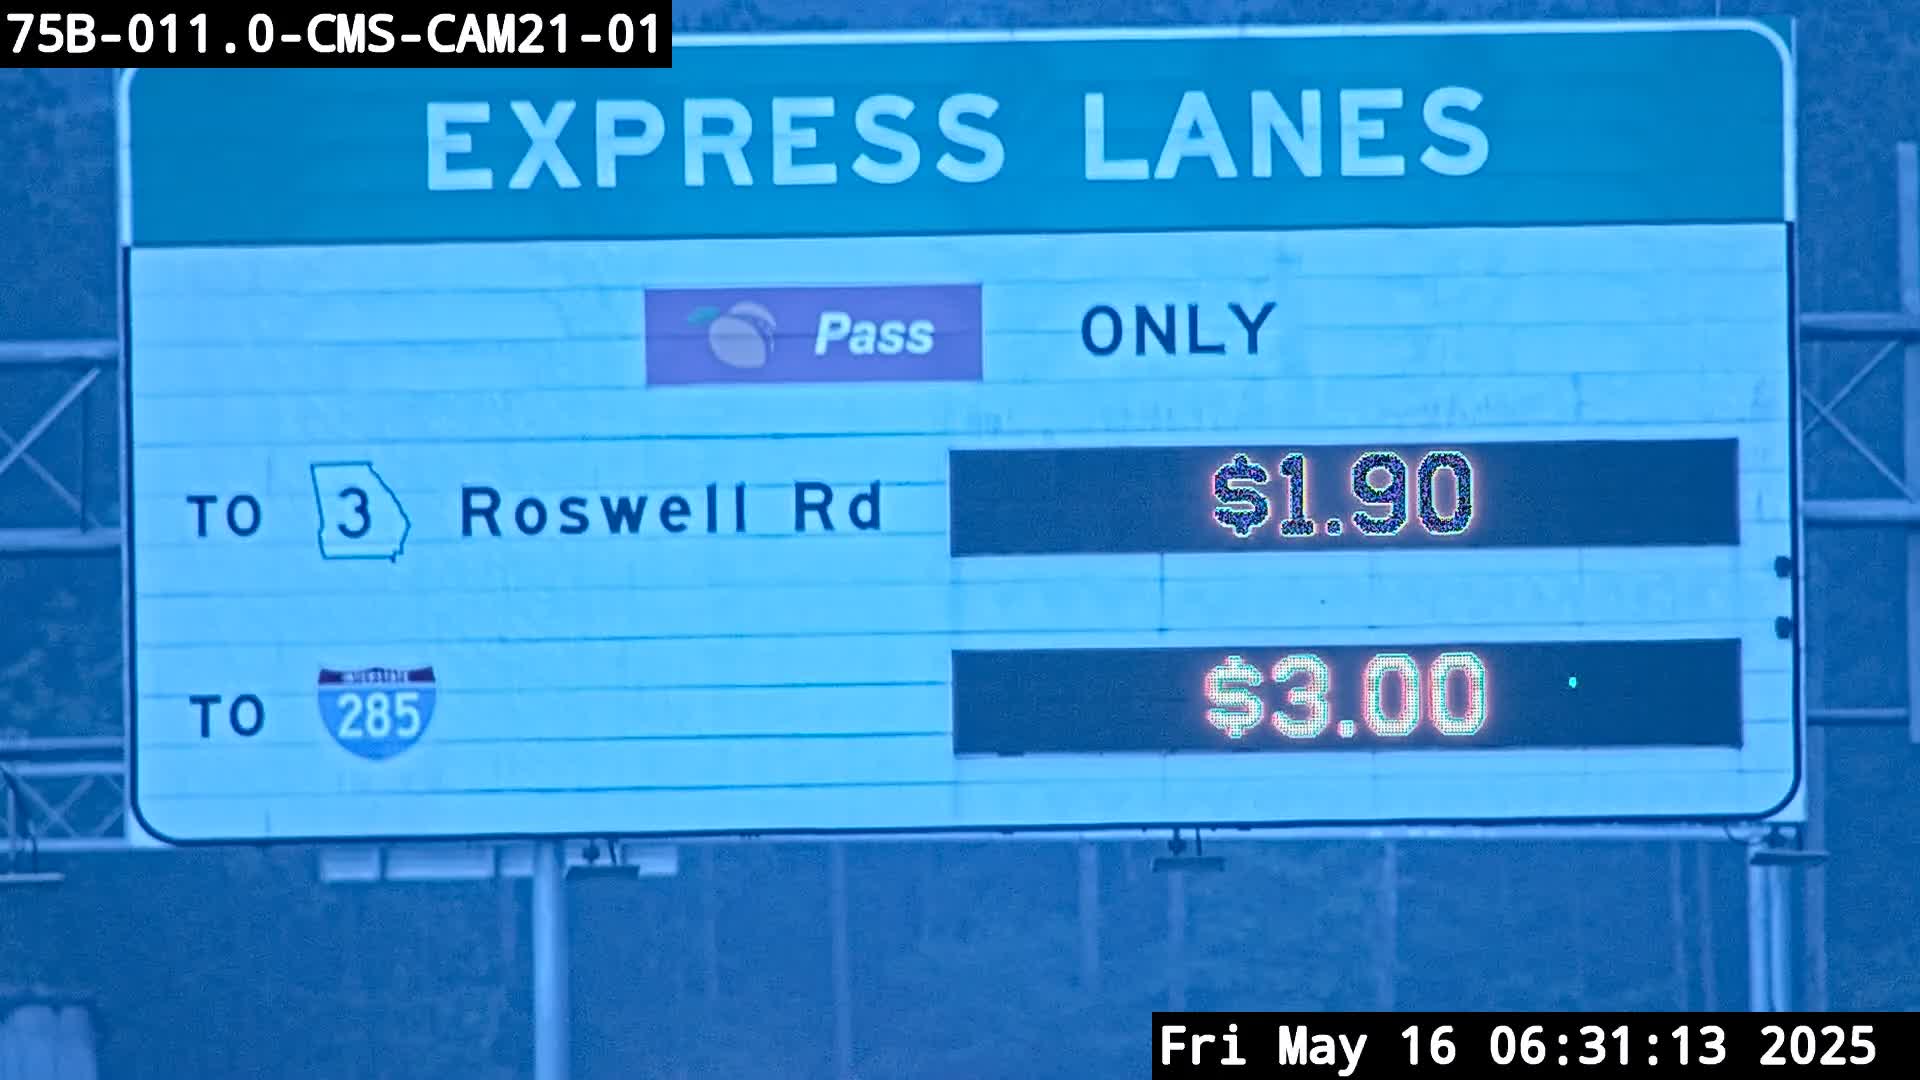 75B-011.0-CMS-CAM21-01
EXPRESS LANES
Pass ONLY
TO 3 Roswell Rd $1.90
TO 285 $3.00
Fri May 16 06:31:13 2025